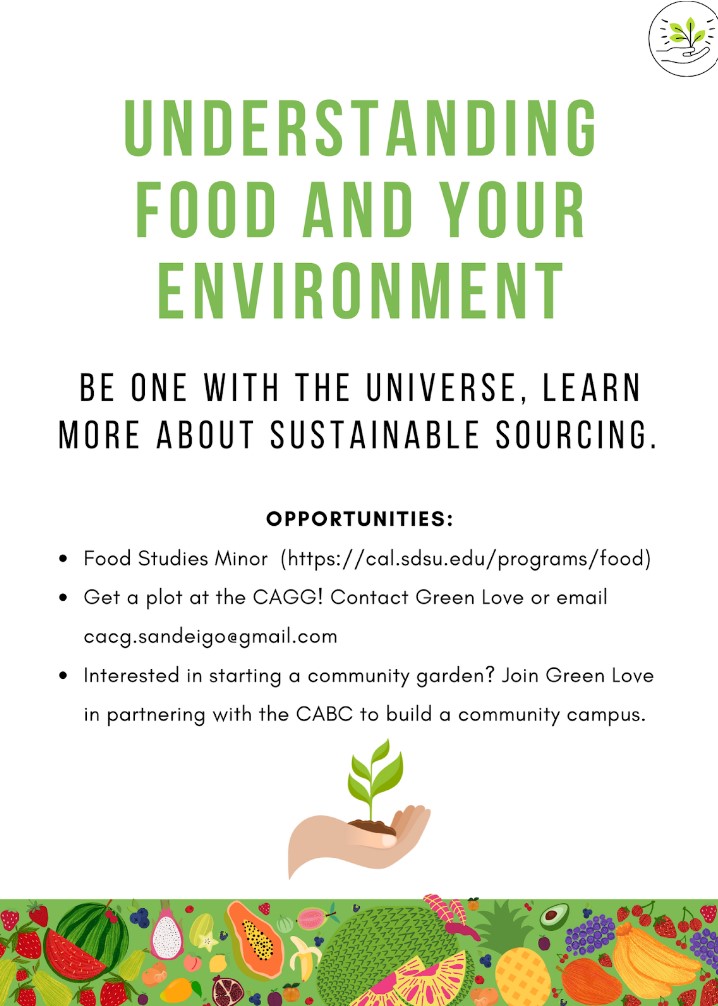 UNDERSTANDING
FOOD AND YOUR
ENVIRONMENT
BE ONE WITH THE UNIVERSE, LEARN
MORE ABOUT SUSTAINABLE SOURCING.
OPPORTUNITIES:
• Food Studies Minor (https://cal.sdsu.edu/programs/food)
• Get a plot at the CAGG! Contact Green Love or email
cacg.sandeigo@gmail.com
• Interested in starting a community garden? Join Green Love
in partnering with the CABC to build a community campus.